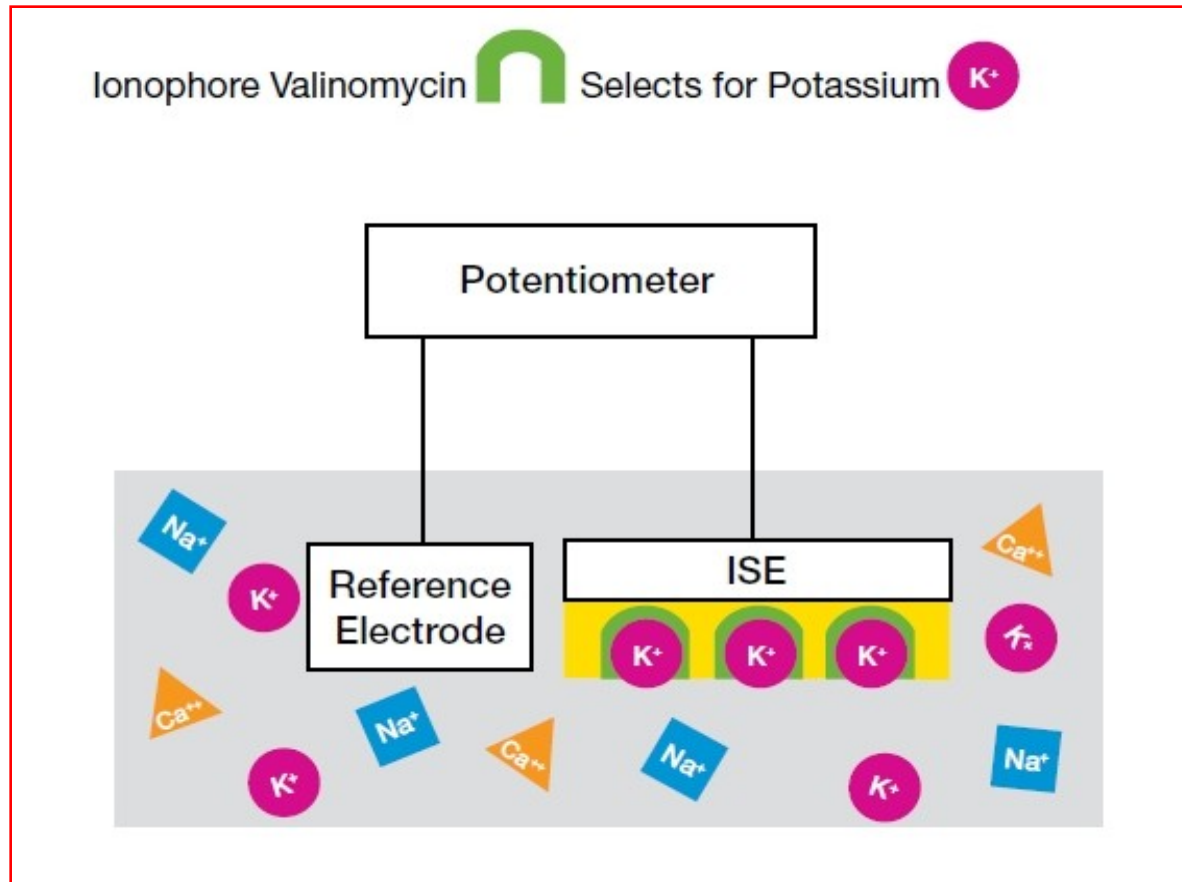 Ionophore Valinomycin Selects for Potassium K+
Potentiometer
Na+
Ca++
K+
Reference
Electrode
ISE
K+
K+
K+
K+
Ca++
Na+
Ca++
Na+
Na+
K+
K+